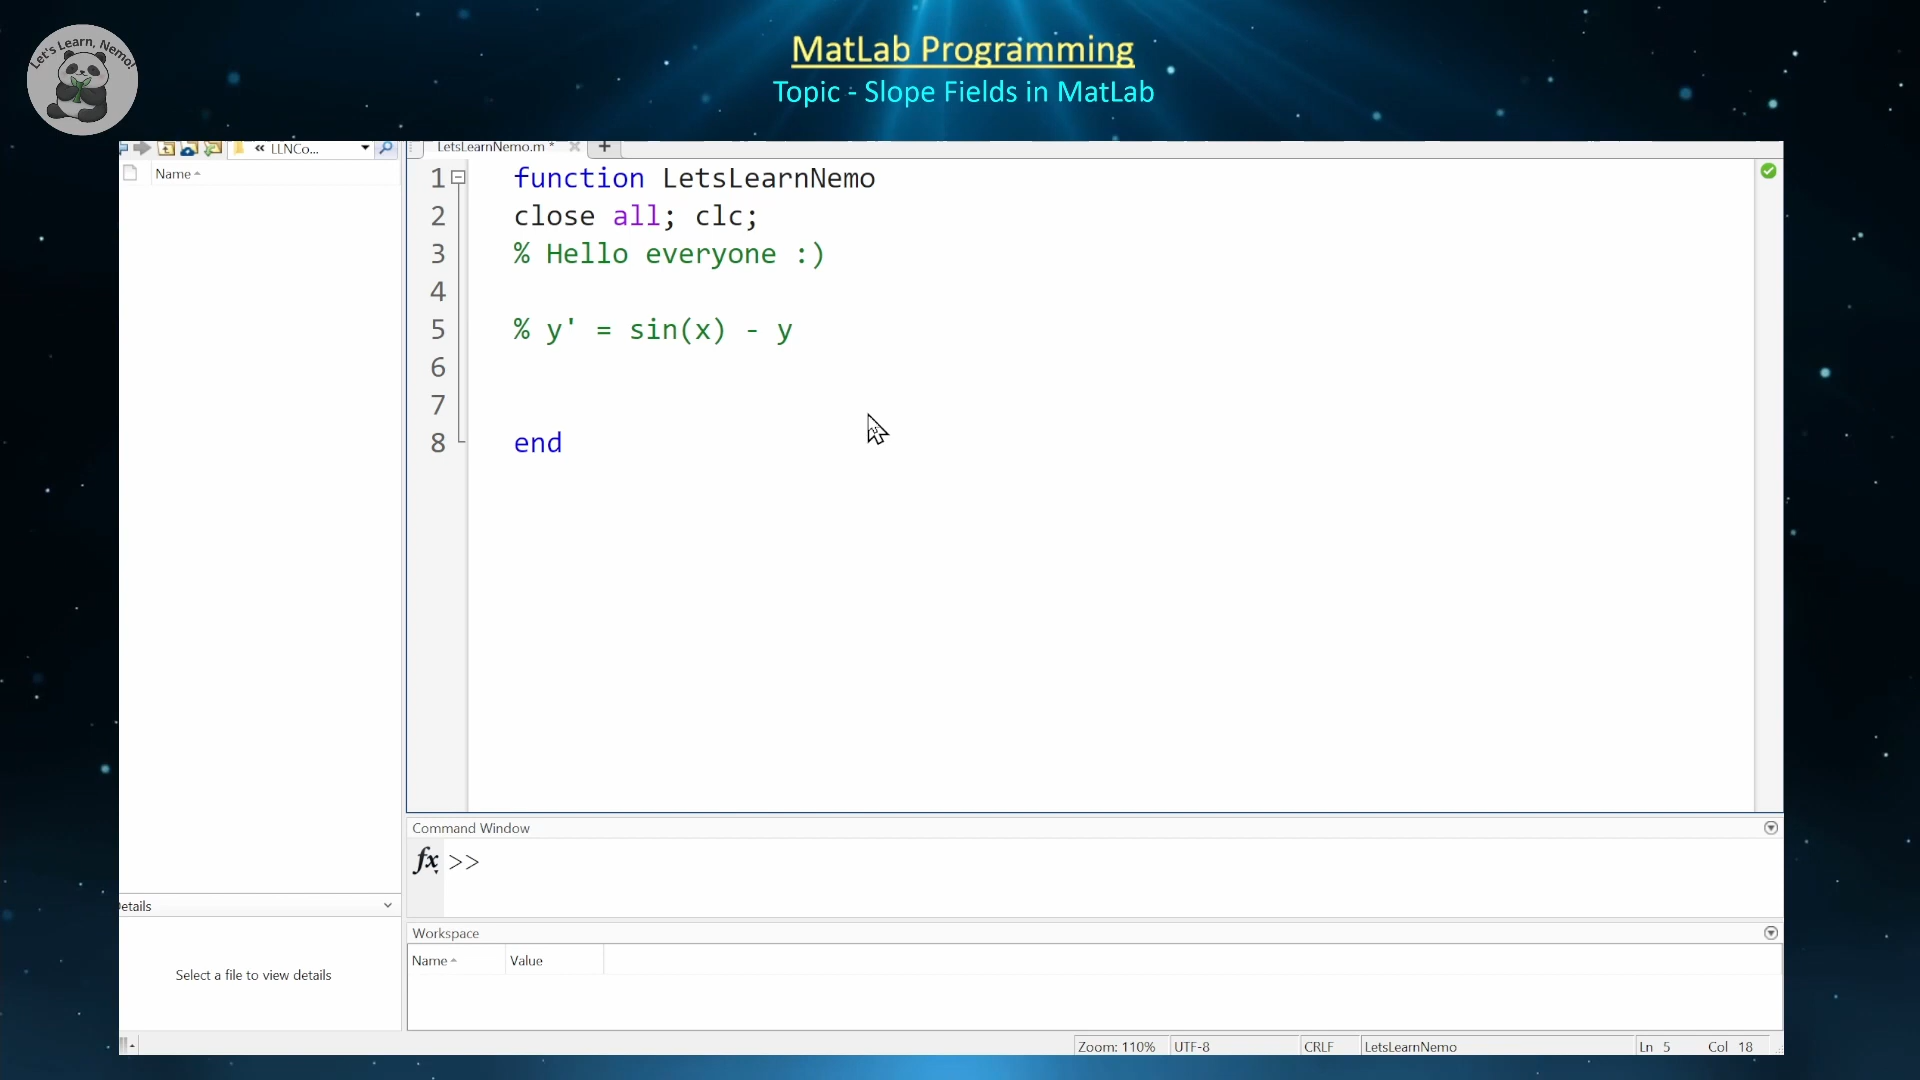 Let's Learn, Nemo!
MatLab Programming
Topic - Slope Fields in MatLab
« LLNCo...
LetsLearnNemo.m *
Name
1 function LetsLearnNemo
2 close all; clc;
3 % Hello everyone :)
4
5 % y' = sin(x) - y
6
7
8 end
Command Window
fx >>
etails
Select a file to view details
Workspace
Name Value
Zoom: 110% UTF-8 CRLF LetsLearnNemo Ln 5 Col 18